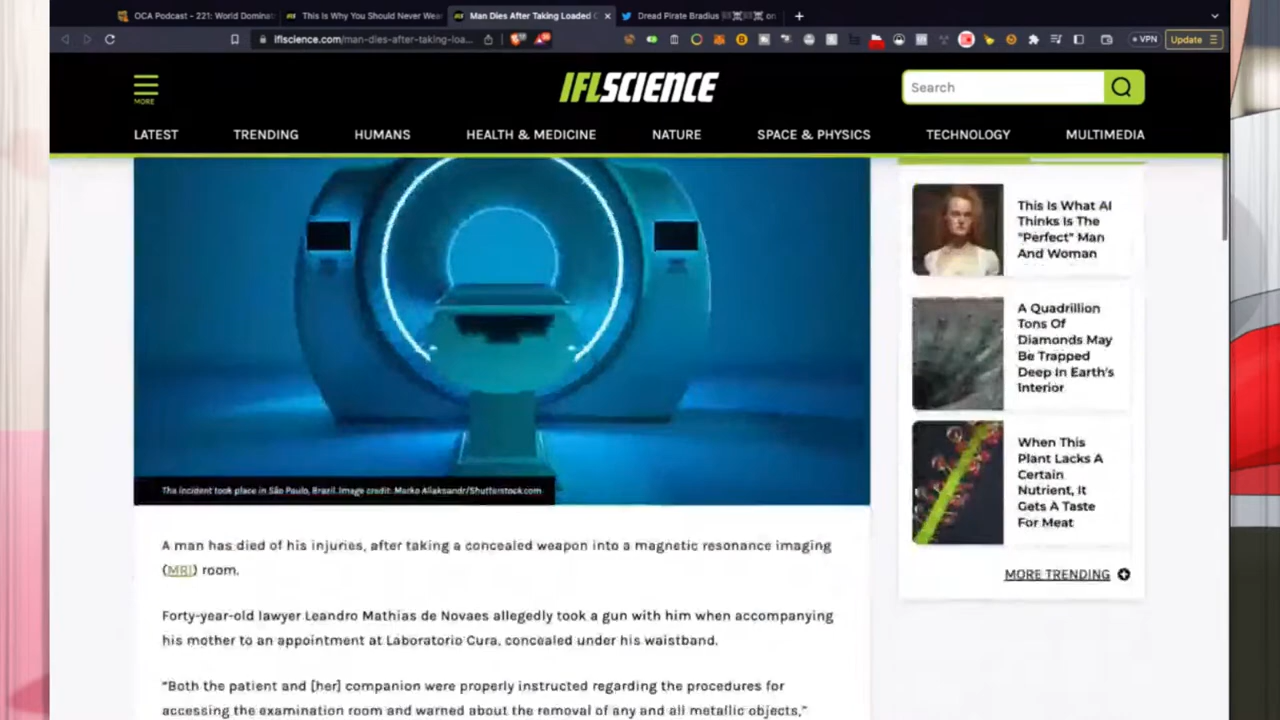 OCA Podcast - 221: World Dominat
This Is Why You Should Never Wear
Man Dies After Taking Loaded
Dread Pirate Bradius
on
iflscience.com/man-dies-after-taking-loa...
VPN
Update
MORE
IFLSCIENCE
Search
LATEST
TRENDING
HUMANS
HEALTH & MEDICINE
NATURE
SPACE & PHYSICS
TECHNOLOGY
MULTIMEDIA
The incident took place in São Paulo, Brazil. Image credit: Marko Aliaksandr/Shutterstock.com
A man has died of his injuries, after taking a concealed weapon into a magnetic resonance imaging
(MRI) room.
Forty-year-old lawyer Leandro Mathias de Novaes allegedly took a gun with him when accompanying
his mother to an appointment at Laboratorio Cura, concealed under his waistband.
“Both the patient and [her] companion were properly instructed regarding the procedures for
accessing the examination room and warned about the removal of any and all metallic objects,”
This Is What AI
Thinks Is The
"Perfect" Man
And Woman
A Quadrillion
Tons Of
Diamonds May
Be Trapped
Deep In Earth's
Interior
When This
Plant Lacks A
Certain
Nutrient, It
Gets A Taste
For Meat
MORE TRENDING